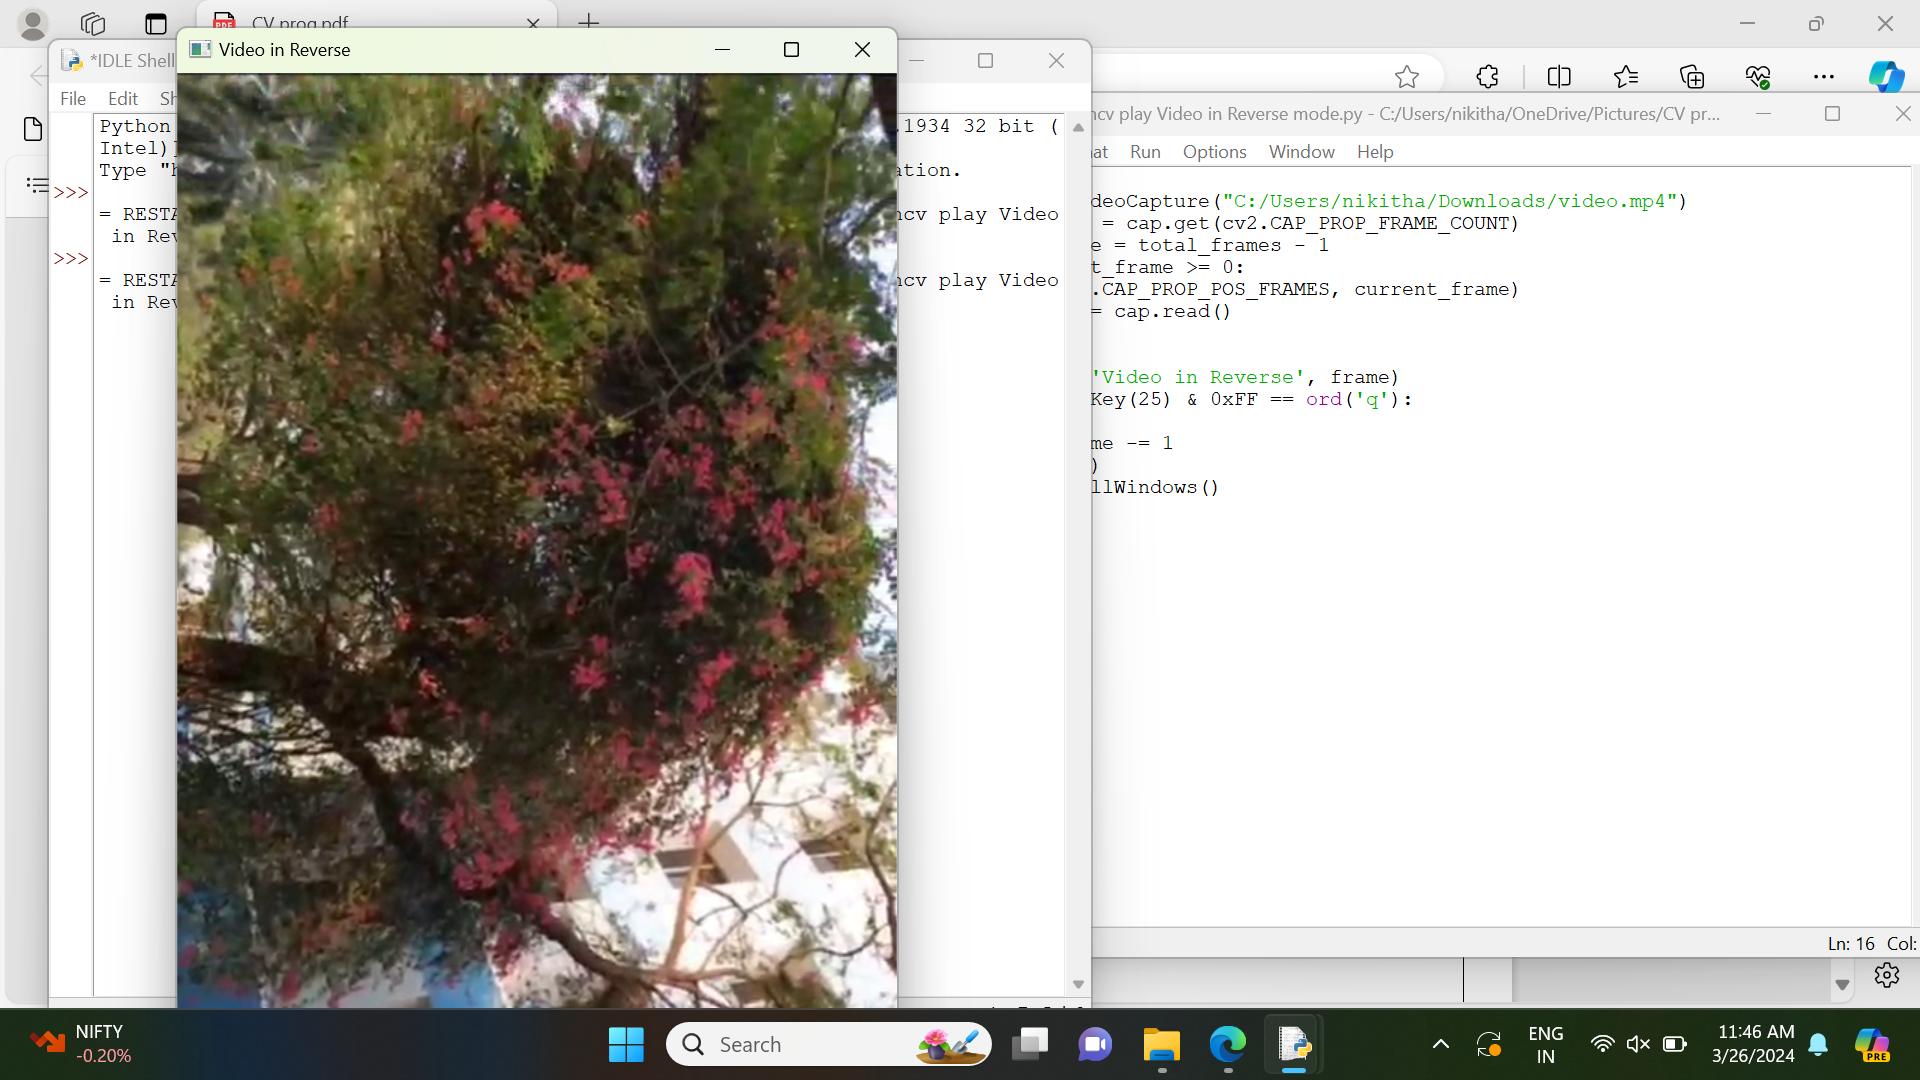 CV prog.pdf
Video in Reverse
*IDLE Shell
File Edit Sh
Python .1934 32 bit (
Intel)]
Type "h ation.
>>>
= RESTA ncv play Video
in Rev
>>>
= RESTA ncv play Video
in Rev
ncv play Video in Reverse mode.py - C:/Users/nikitha/OneDrive/Pictures/CV pr...
at Run Options Window Help
deoCapture("C:/Users/nikitha/Downloads/video.mp4")
= cap.get(cv2.CAP_PROP_FRAME_COUNT)
e = total_frames - 1
t_frame >= 0:
.CAP_PROP_POS_FRAMES, current_frame)
= cap.read()
'Video in Reverse', frame)
Key(25) & 0xFF == ord('q'):
me -= 1
)
llWindows()
Ln: 16 Col:
NIFTY
-0.20%
Search
ENG
IN
11:46 AM
3/26/2024
PRE